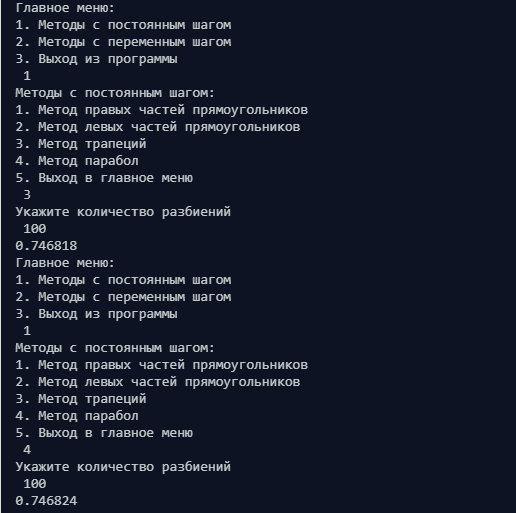 Главное меню:
1. Методы с постоянным шагом
2. Методы с переменным шагом
3. Выход из программы
1
Методы с постоянным шагом:
1. Метод правых частей прямоугольников
2. Метод левых частей прямоугольников
3. Метод трапеций
4. Метод парабол
5. Выход в главное меню
3
Укажите количество разбиений
100
0.746818
Главное меню:
1. Методы с постоянным шагом
2. Методы с переменным шагом
3. Выход из программы
1
Методы с постоянным шагом:
1. Метод правых частей прямоугольников
2. Метод левых частей прямоугольников
3. Метод трапеций
4. Метод парабол
5. Выход в главное меню
4
Укажите количество разбиений
100
0.746824